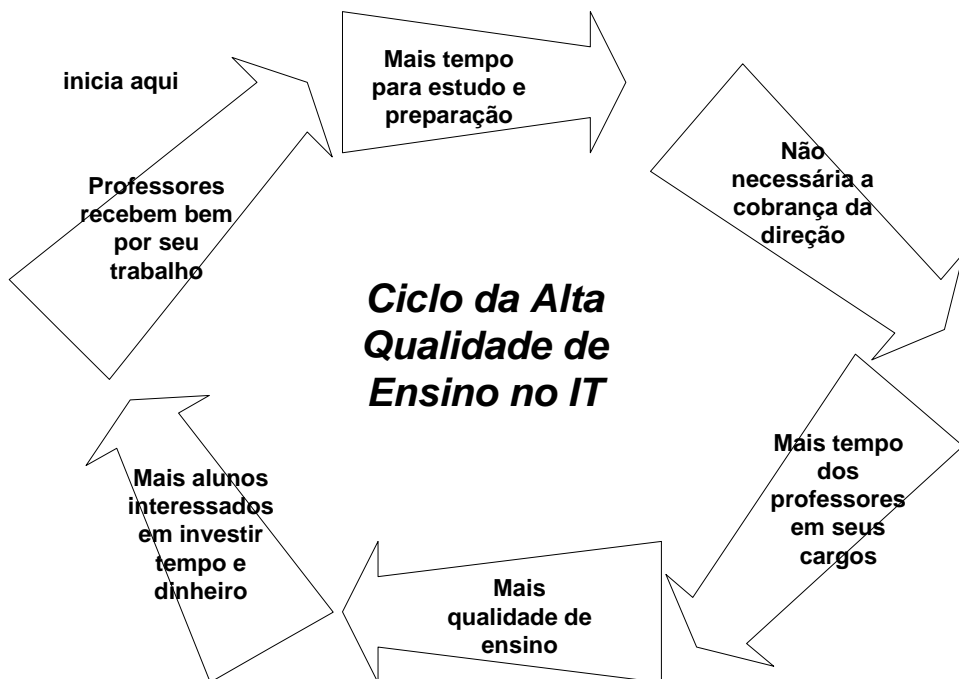 inicia aqui
Professores
recebem bem
por seu
trabalho
Mais tempo
para estudo e
preparação
Não
necessária a
cobrança da
direção
Mais tempo
dos
professores
em seus
cargos
Mais
qualidade de
ensino
Mais alunos
interessados
em investir
tempo e
dinheiro
Ciclo da Alta
Qualidade de
Ensino no IT